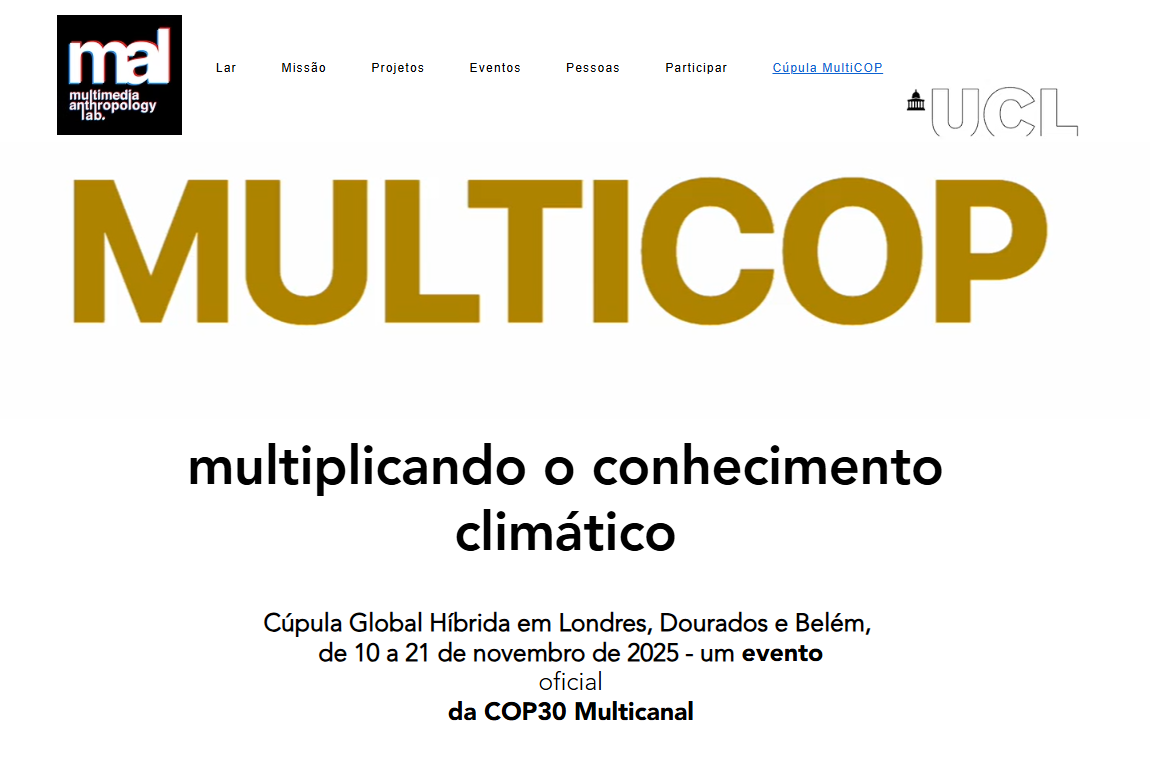 mal
multimedia
anthropology
lab.
Lar Missão Projetos Eventos Pessoas Participar Cúpula MultiCOP
UCL
MULTICOP
multiplicando o conhecimento
climático
Cúpula Global Híbrida em Londres, Dourados e Belém,
de 10 a 21 de novembro de 2025 - um evento
oficial
da COP30 Multicanal